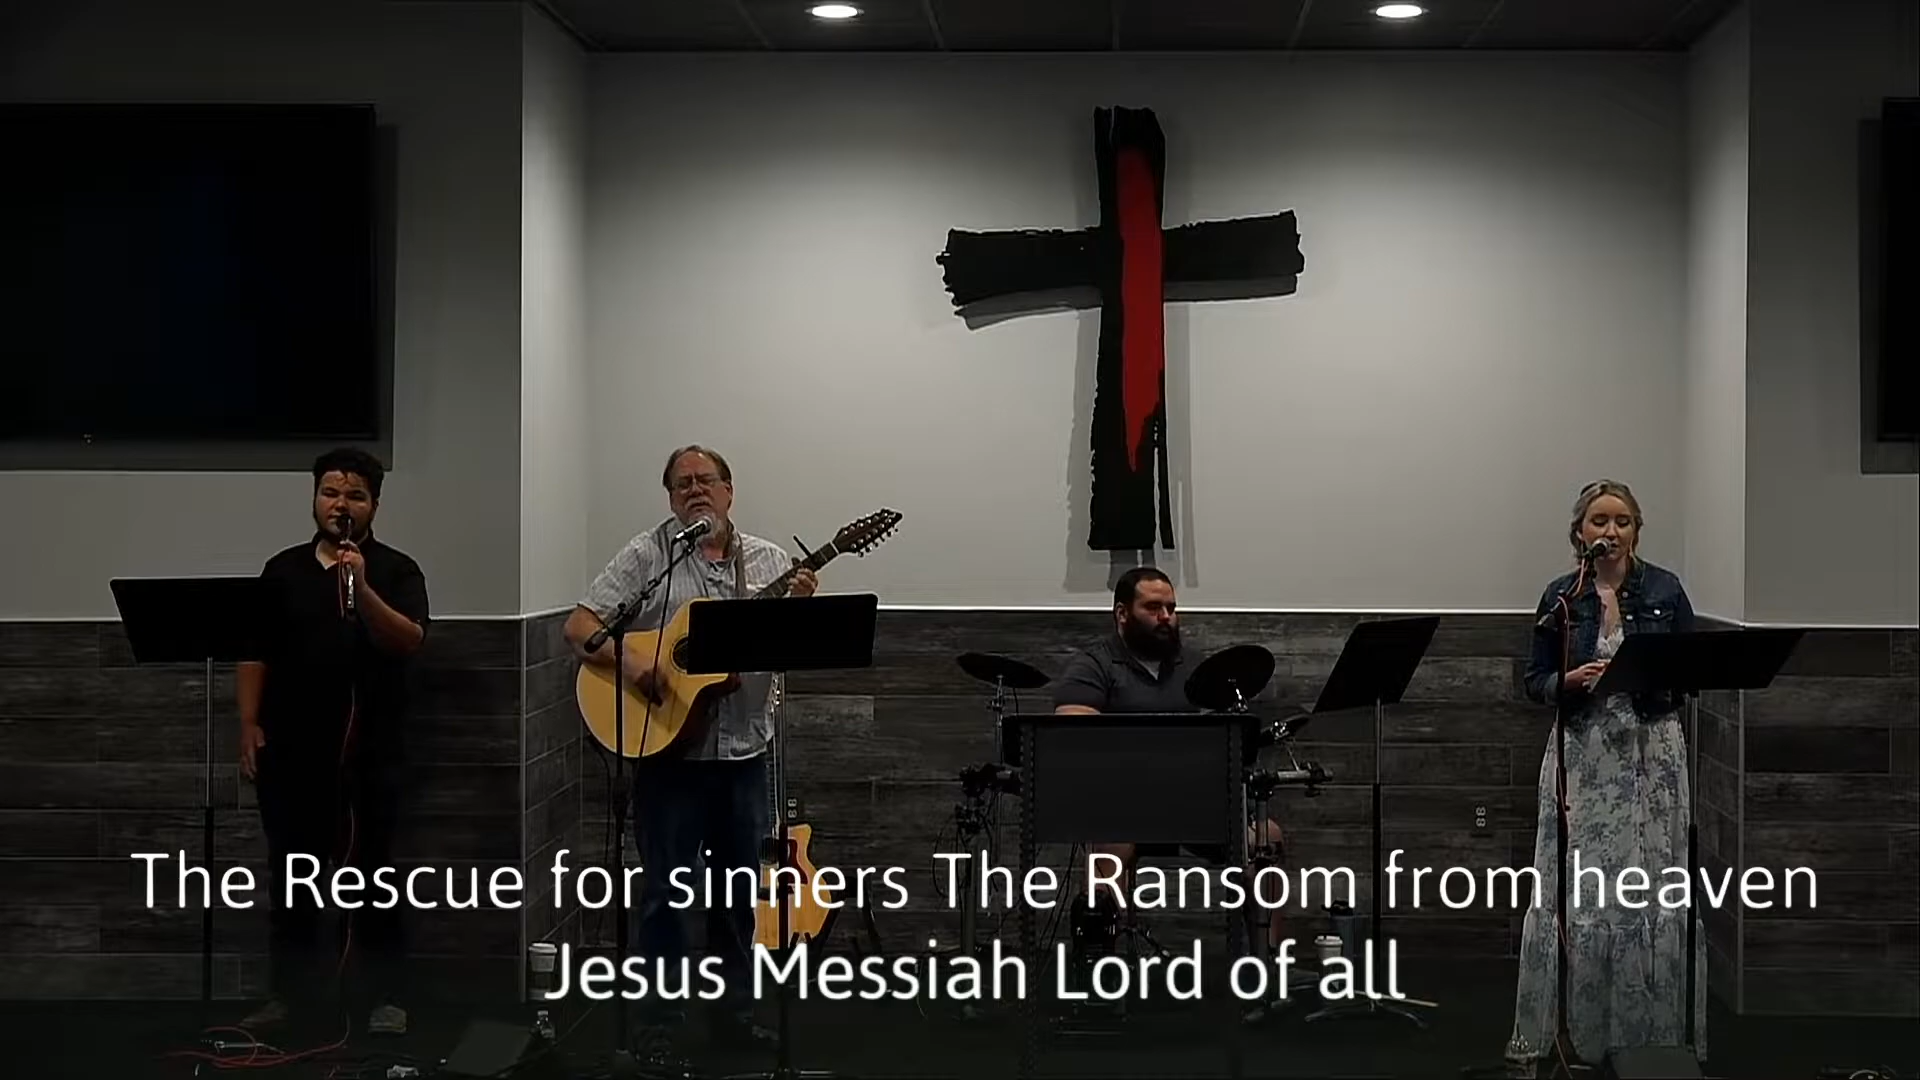 The Rescue for sinners The Ransom from heaven
Jesus Messiah Lord of all